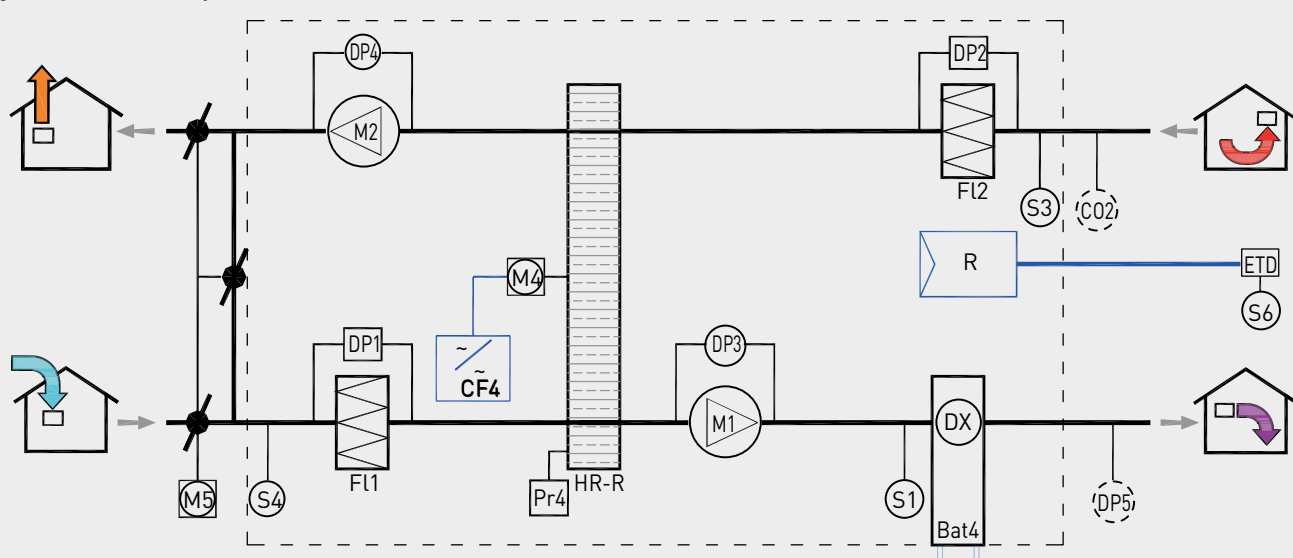 DP4
DP2
M2
Fl2
S3
CO2
R
ETD
M4
S6
DP1
DP3
~
~
CF4
M1
DX
M5
S4
Fl1
Pr4
HR-R
S1
DP5
Bat4